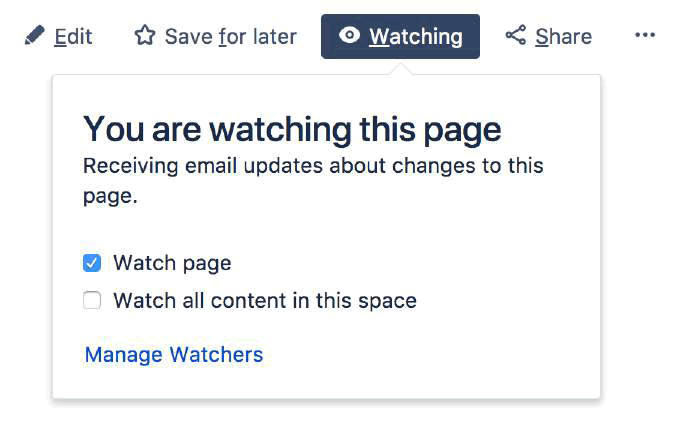 Edit Save for later Watching Share
You are watching this page
Receiving email updates about changes to this
page.
Watch page
Watch all content in this space
Manage Watchers